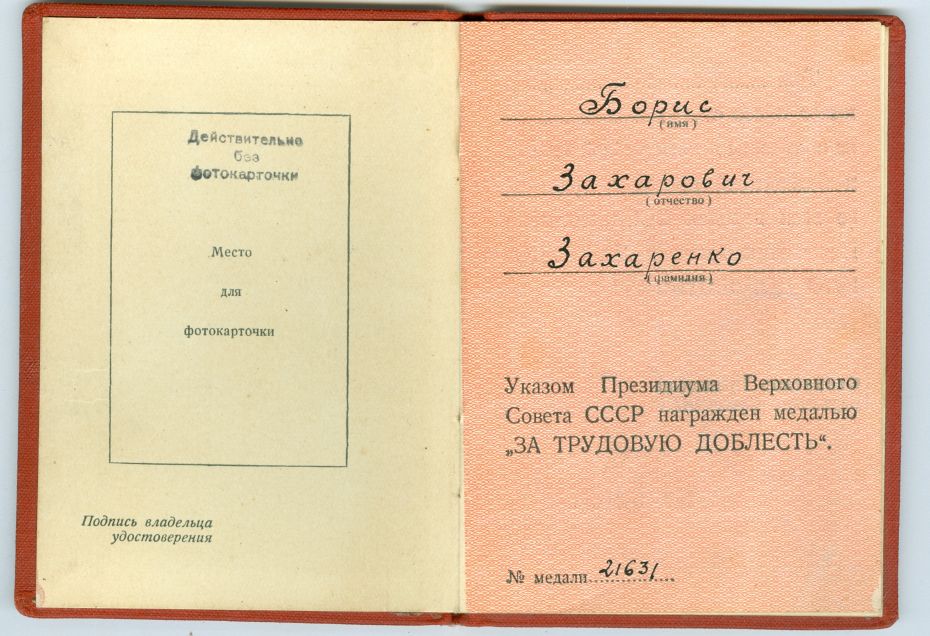 Действительно
без
фотокарточки
Место
для
фотокарточки
Подпись владельца
удостоверения
Борис
(имя)
Захарович
(отчество)
Захаренко
(фамилия)
Указом Президиума Верховного
Совета СССР награжден медалью
„ЗА ТРУДОВУЮ ДОБЛЕСТЬ“.
№ медали 21631